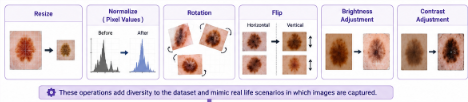 Resize
Normalize
( Pixel Values )
Before
After
Rotation
Flip
Horizontal
Vertical
Brightness
Adjustment
Contrast
Adjustment
These operations add diversity to the dataset and mimic real life scenarios in which images are captured.